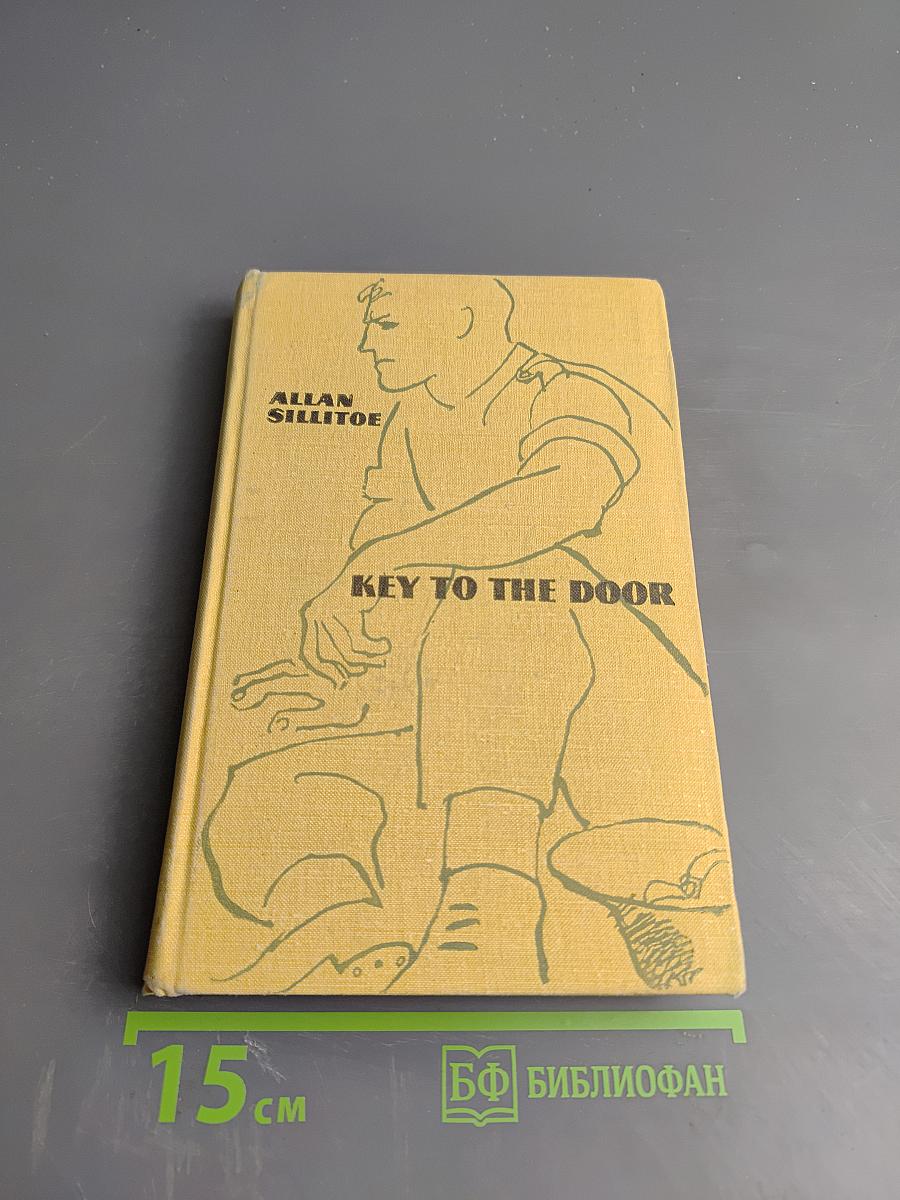 ALLAN
SILLITOE
KEY TO THE DOOR
15 см
БФ БИБЛИОФАН